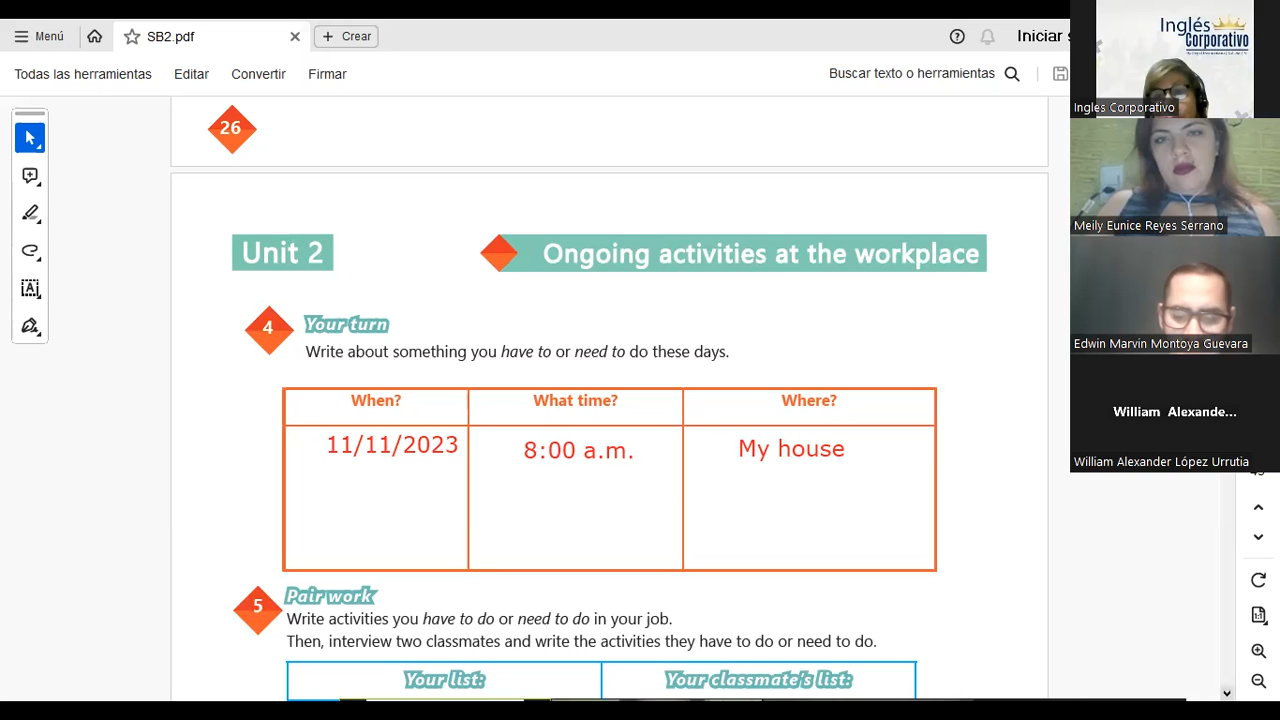 Menú
SB2.pdf
Crear
Iniciar s
Todas las herramientas
Editar
Convertir
Firmar
Buscar texto o herramientas
26
Unit 2
Ongoing activities at the workplace
4
Your turn
Write about something you have to or need to do these days.
When?
What time?
Where?
11/11/2023
8:00 a.m.
My house
5
Pair work
Write activities you have to do or need to do in your job.
Then, interview two classmates and write the activities they have to do or need to do.
Your list:
Your classmate's list:
Inglés
Corporativo
Ingles Corporativo
Meily Eunice Reyes Serrano
Edwin Marvin Montoya Guevara
William Alexande...
William Alexander López Urrutia